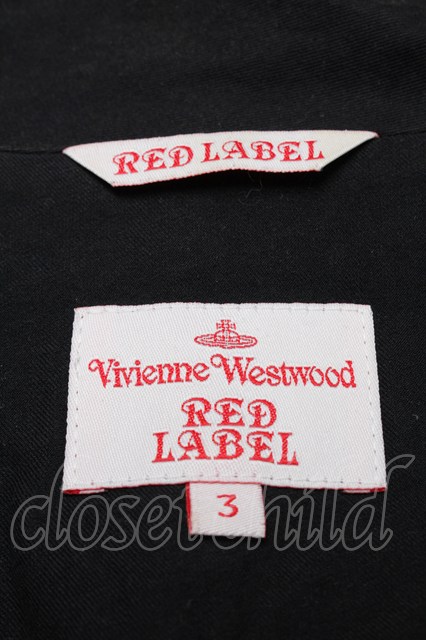 RED LABEL
Vivienne Westwood
RED
LABEL
3
closet child